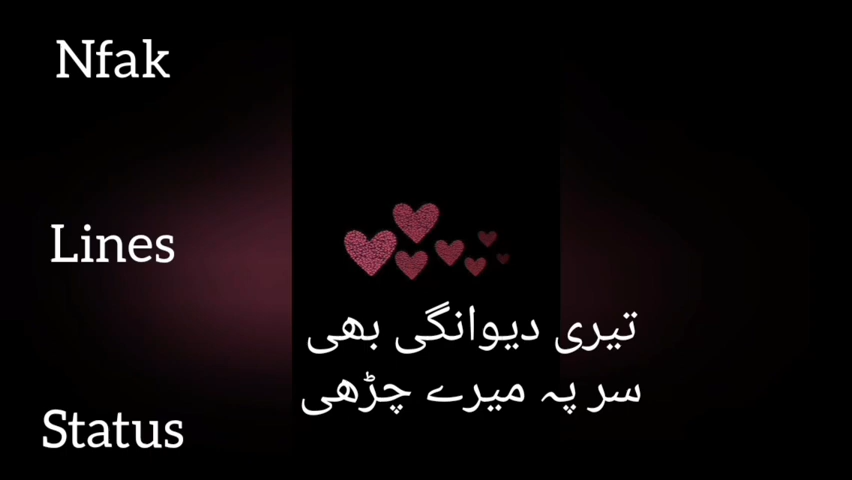 Nfak
Lines
تیری دیوانگی بھی
سر پہ میرے چڑھی
Status